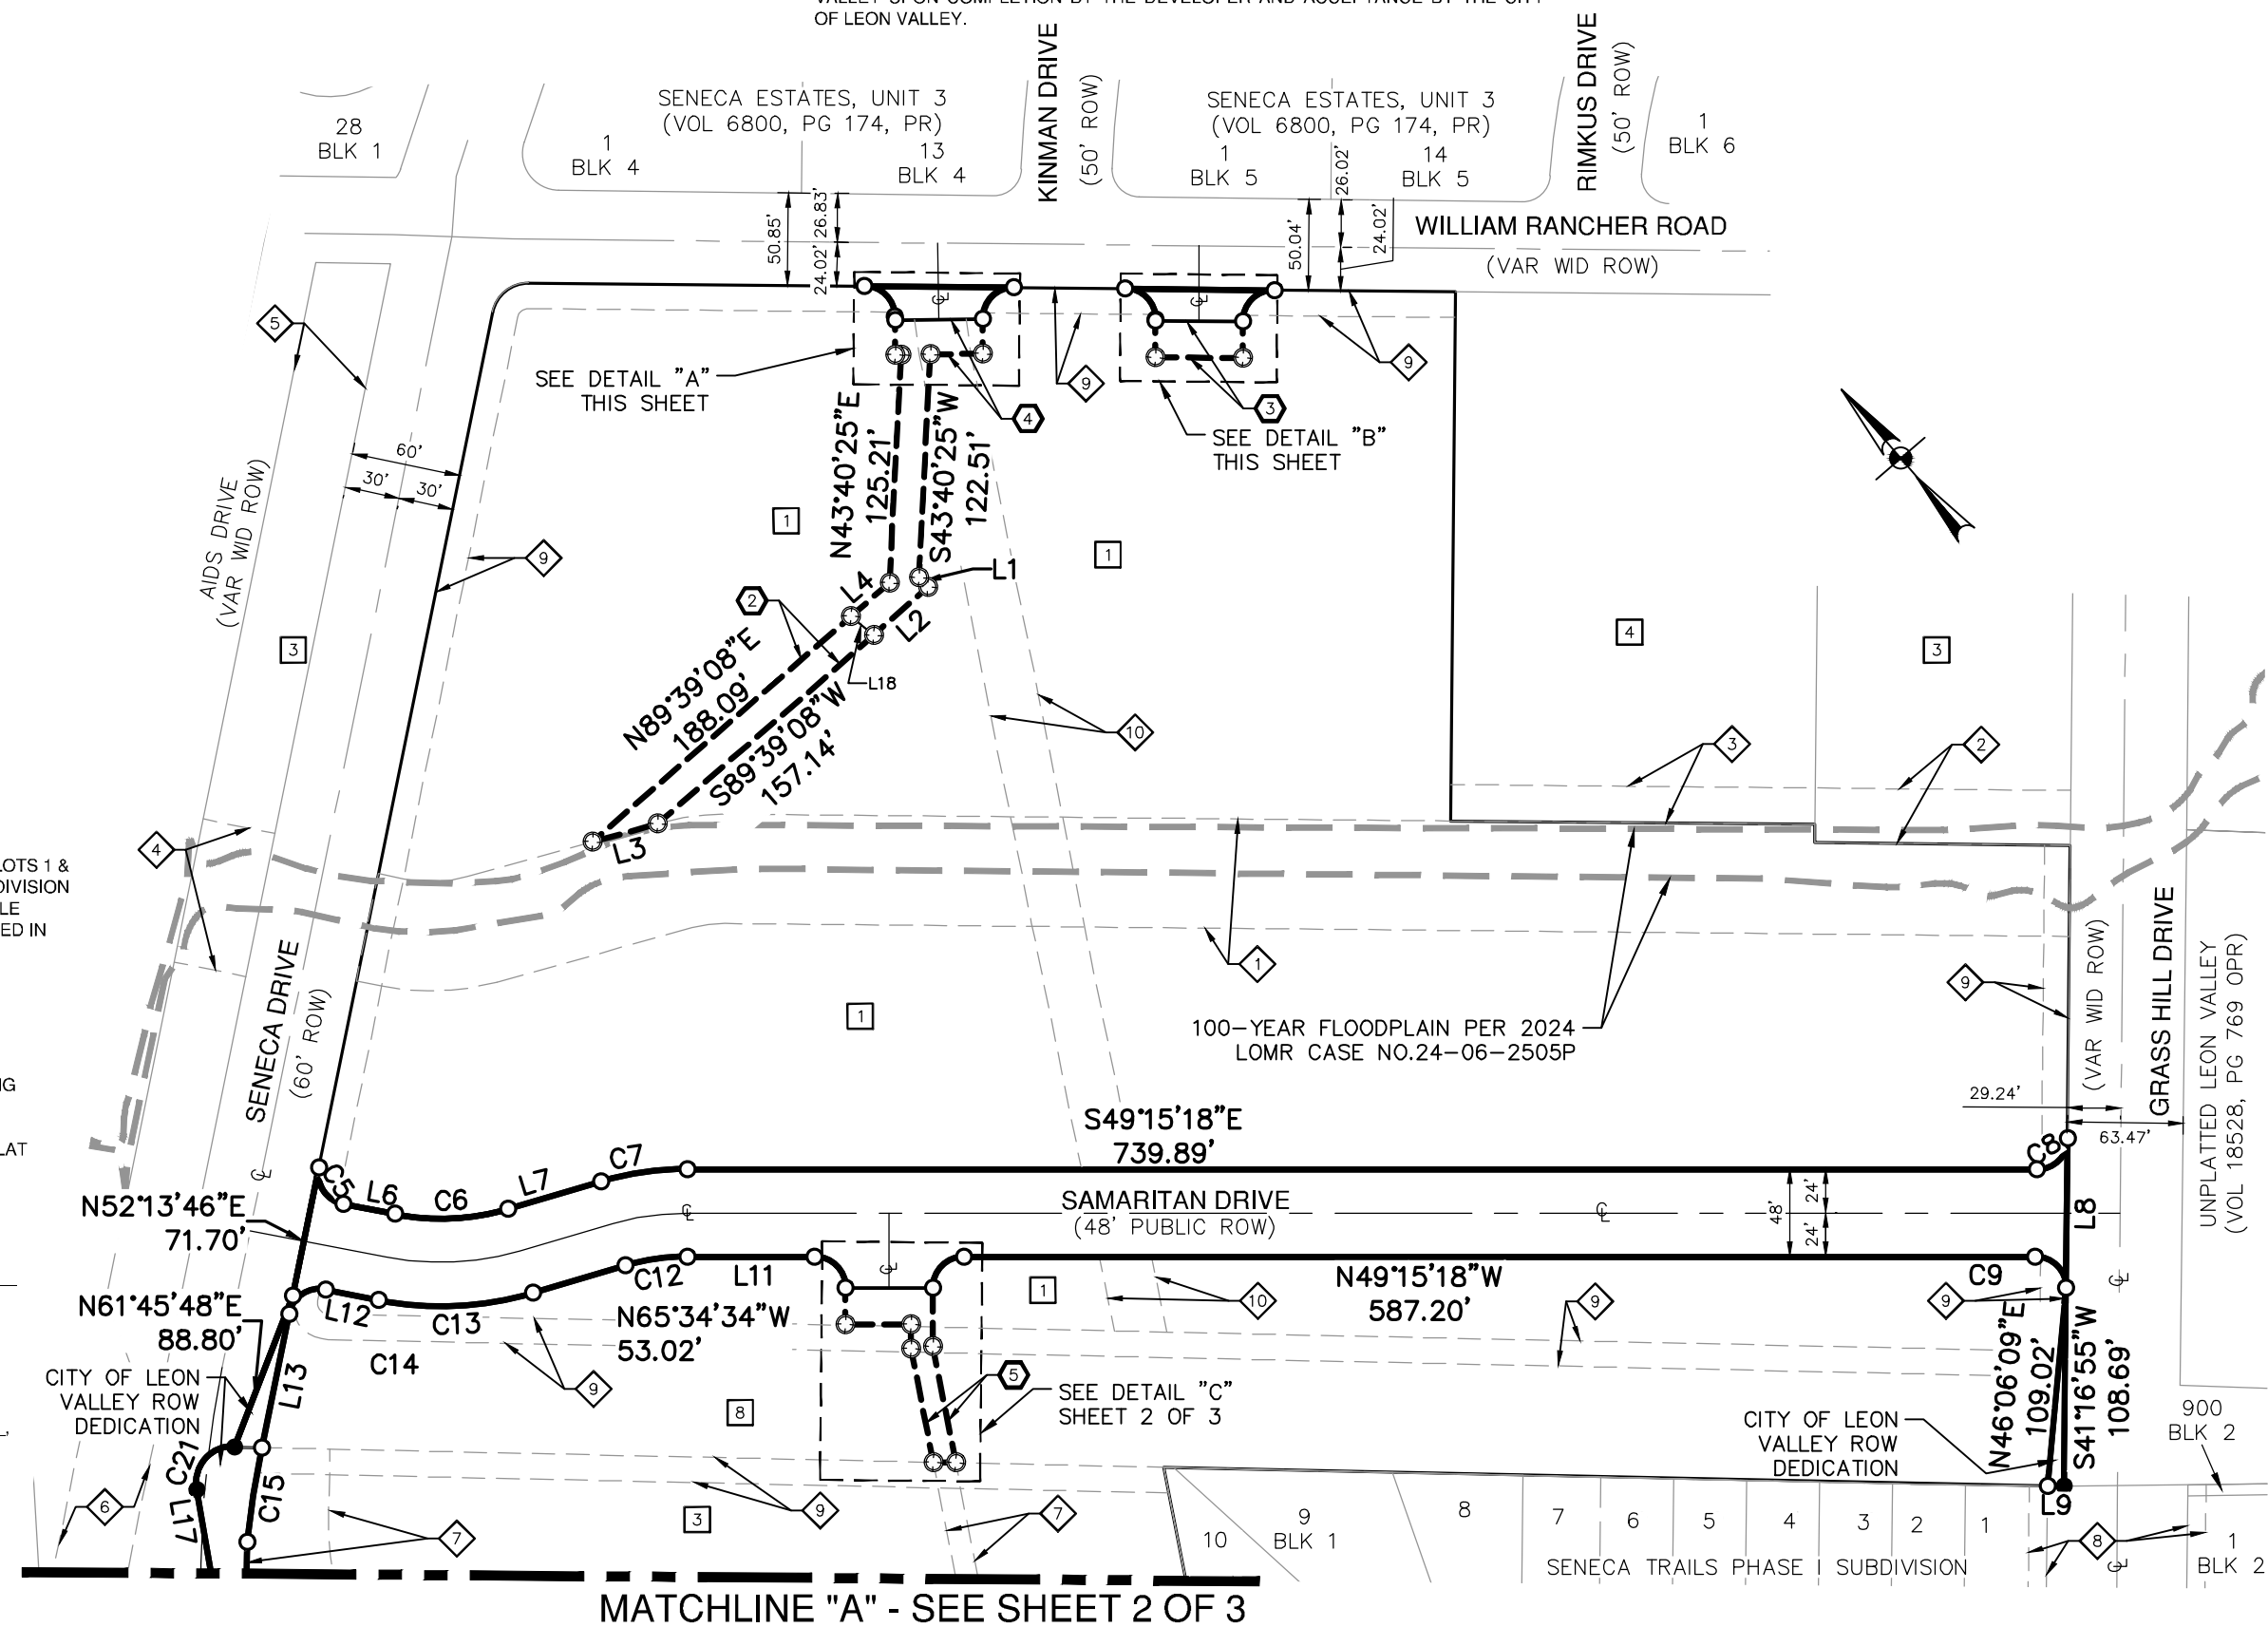 OF LEON VALLEY.
KINMAN DRIVE
(50' ROW)
RIMKUS DRIVE
(50' ROW)
28
BLK 1
1
BLK 4
SENECA ESTATES, UNIT 3
(VOL 6800, PG 174, PR)
13
BLK 4
SENECA ESTATES, UNIT 3
(VOL 6800, PG 174, PR)
1
BLK 5
14
BLK 5
1
BLK 6
50.85'
26.83'
24.02'
50.04'
26.02'
24.02'
WILLIAM RANCHER ROAD
(VAR WID ROW)
℄
℄
5
SEE DETAIL "A"
THIS SHEET
9
4
3
9
SEE DETAIL "B"
THIS SHEET
60'
30'
30'
AIDS DRIVE
(VAR WID ROW)
N43°40'25"E
125.21'
S43°40'25"W
122.51'
1
1
9
L1
L4
L2
2
L18
3
4
3
N89°39'08"E
188.09'
S89°39'08"W
157.14'
L3
10
3
2
4
LOTS 1 &
DIVISION
LE
ED IN
SENECA DRIVE
(60' ROW)
1
1
9
100-YEAR FLOODPLAIN PER 2024
LOMR CASE NO.24-06-2505P
(VAR WID ROW)
GRASS HILL DRIVE
UNPLATTED LEON VALLEY
(VOL 18528, PG 769 OPR)
29.24'
63.47'
NG
LAT
S49°15'18"E
739.89'
C5
L6
C6
L7
C7
C8
℄
N52°13'46"E
71.70'
SAMARITAN DRIVE
(48' PUBLIC ROW)
℄
℄
48'
24'
24'
L8
℄
N61°45'48"E
88.80'
L12
C13
C12
L11
℄
1
10
N49°15'18"W
587.20'
9
C9
9
N65°34'34"W
53.02'
C14
9
CITY OF LEON
VALLEY ROW
DEDICATION
L13
8
5
SEE DETAIL "C"
SHEET 2 OF 3
CITY OF LEON
VALLEY ROW
DEDICATION
N46°06'09"E
109.02'
S41°16'55"W
108.69'
900
BLK 2
C21
L17
C15
6
7
3
9
7
L9
10
9
BLK 1
8
7
6
5
4
3
2
1
SENECA TRAILS PHASE I SUBDIVISION
8
℄
1
BLK 2
MATCHLINE "A" - SEE SHEET 2 OF 3